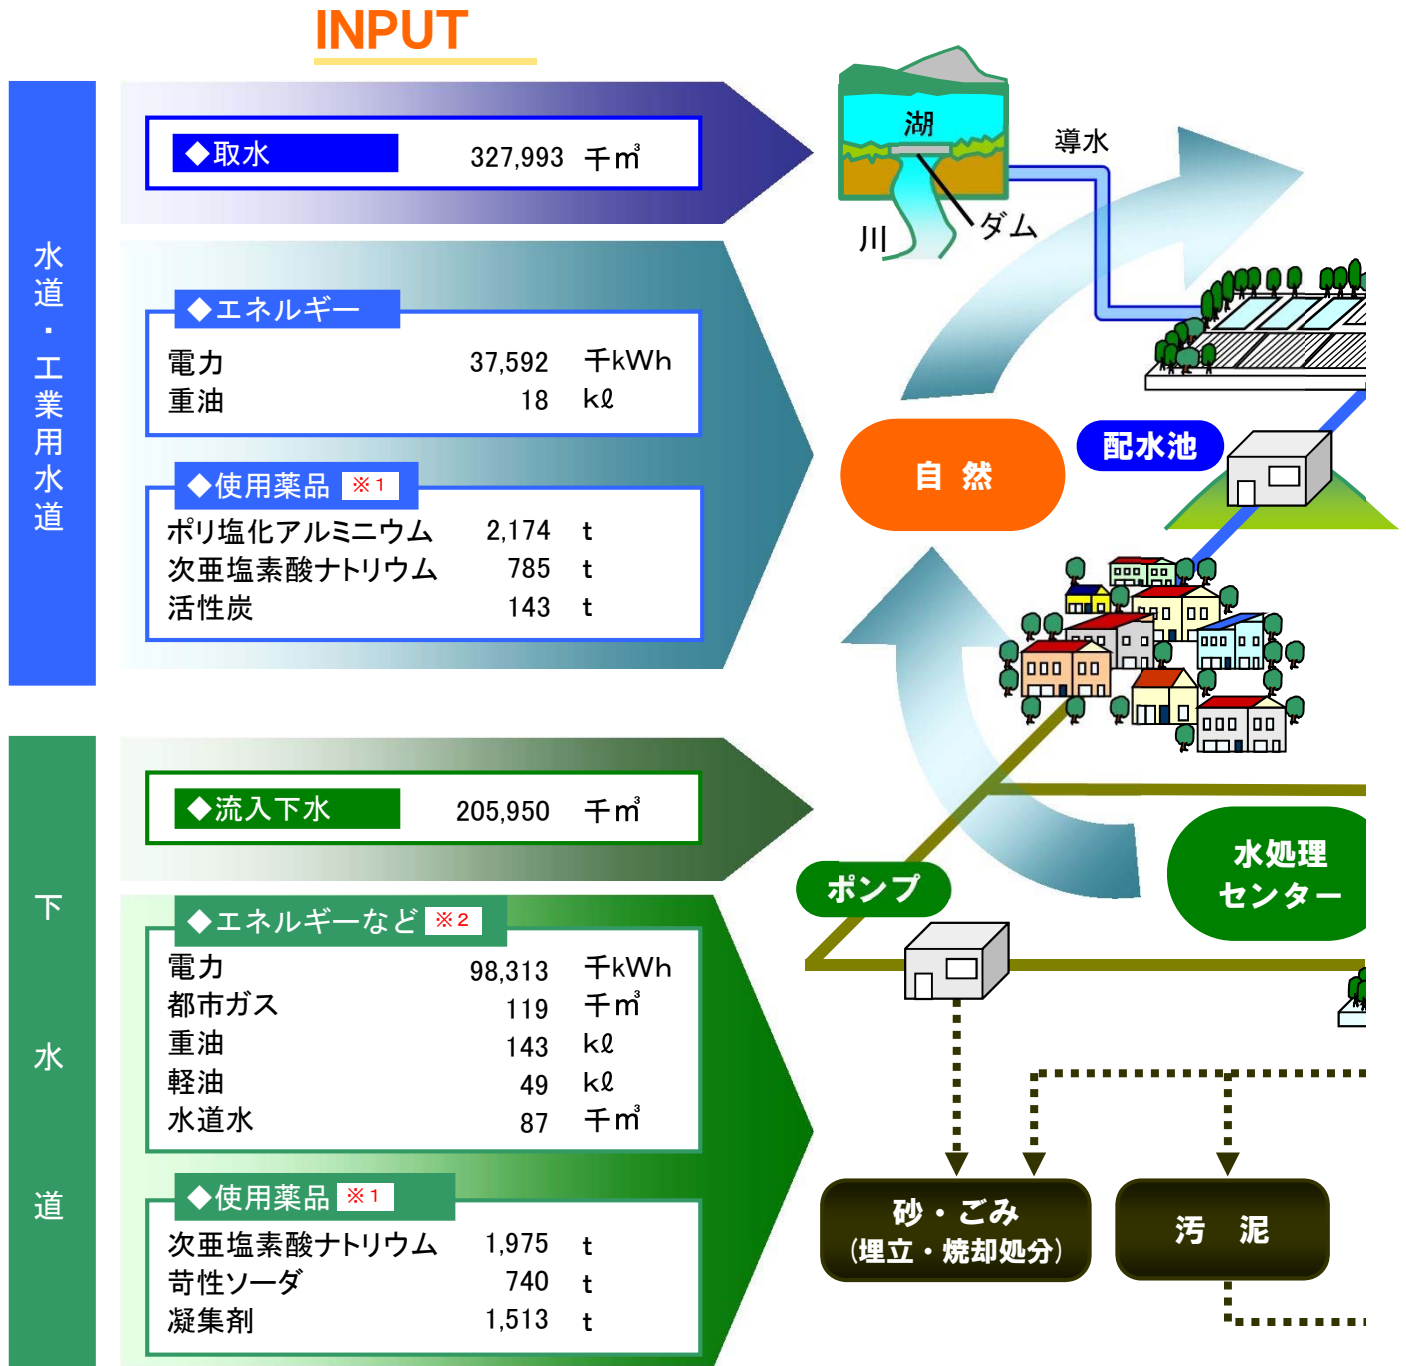 INPUT
水道・工業用水道
◆取水 327,993 千㎥
◆エネルギー
電力 37,592 千kWh
重油 18 kℓ
◆使用薬品 ※1
ポリ塩化アルミニウム 2,174 t
次亜塩素酸ナトリウム 785 t
活性炭 143 t
湖
導水
ダム
川
自然
配水池
下水道
◆流入下水 205,950 千㎥
◆エネルギーなど ※2
電力 98,313 千kWh
都市ガス 119 千㎥
重油 143 kℓ
軽油 49 kℓ
水道水 87 千㎥
◆使用薬品 ※1
次亜塩素酸ナトリウム 1,975 t
苛性ソーダ 740 t
凝集剤 1,513 t
ポンプ
水処理
センター
砂・ごみ
(埋立・焼却処分)
汚泥